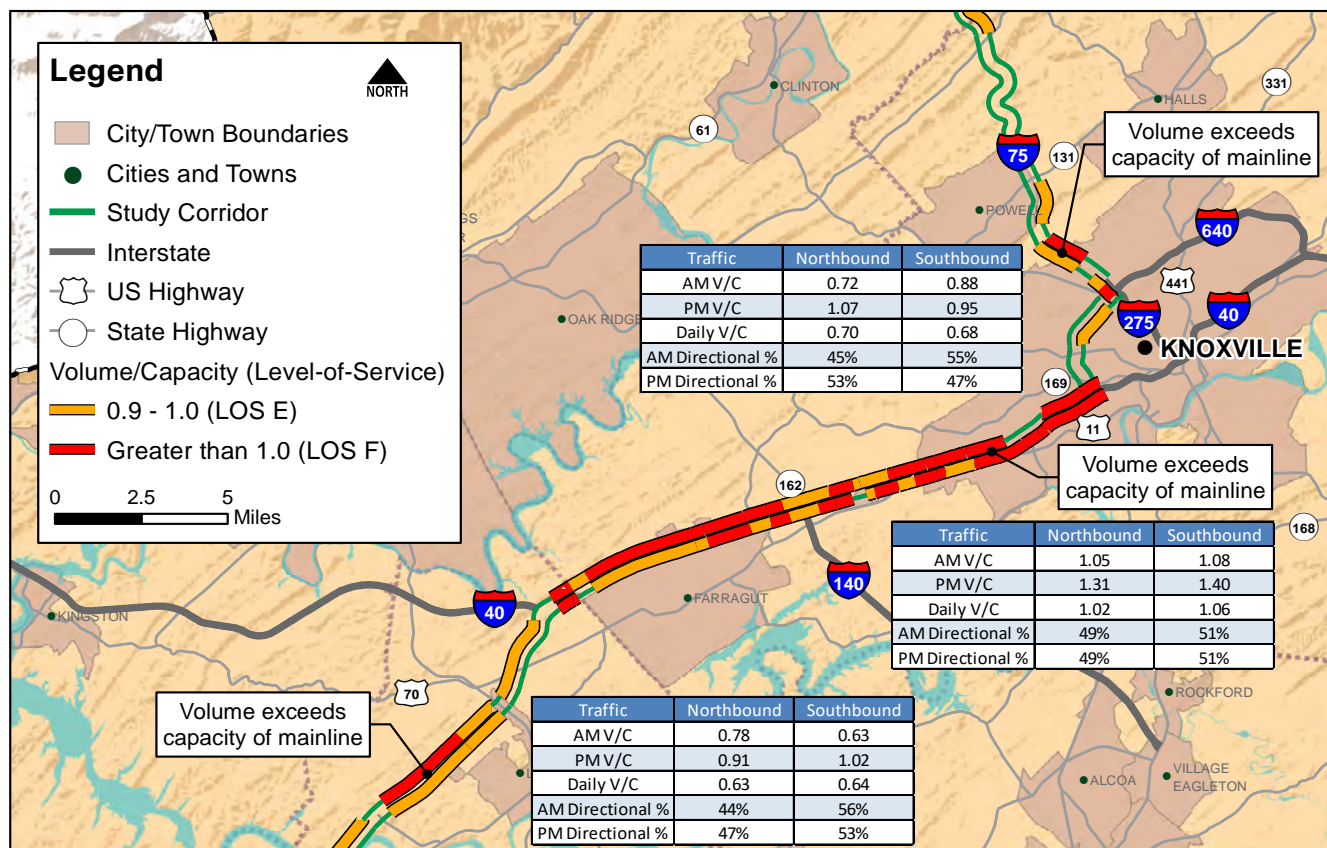 Legend
NORTH
City/Town Boundaries
Cities and Towns
Study Corridor
Interstate
US Highway
State Highway
Volume/Capacity (Level-of-Service)
0.9 - 1.0 (LOS E)
Greater than 1.0 (LOS F)
0 2.5 5
Miles
CLINTON
61
331
HALLS
Volume exceeds
capacity of mainline
75
131
POWELL
640
441
40
275
KNOXVILLE
OAK RIDGE
Traffic Northbound Southbound
AM V/C 0.72 0.88
PM V/C 1.07 0.95
Daily V/C 0.70 0.68
AM Directional % 45% 55%
PM Directional % 53% 47%
169
11
Volume exceeds
capacity of mainline
162
168
Traffic Northbound Southbound
AM V/C 1.05 1.08
PM V/C 1.31 1.40
Daily V/C 1.02 1.06
AM Directional % 49% 51%
PM Directional % 49% 51%
140
FARRAGUT
40
KINGSTON
70
Volume exceeds
capacity of mainline
Traffic Northbound Southbound
AM V/C 0.78 0.63
PM V/C 0.91 1.02
Daily V/C 0.63 0.64
AM Directional % 44% 56%
PM Directional % 47% 53%
ROCKFORD
ALCOA
VILLAGE
EAGLETON